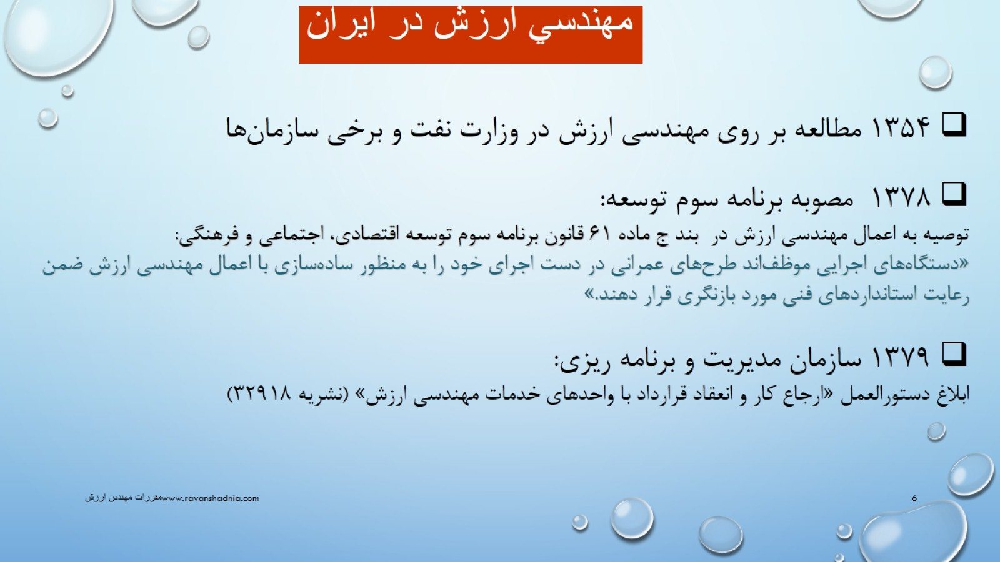 مهندسي ارزش در ايران
❑ ۱۳۵۴ مطالعه بر روی مهندسی ارزش در وزارت نفت و برخی سازمان‌ها
❑ ۱۳۷۸ مصوبه برنامه سوم توسعه:
توصیه به اعمال مهندسی ارزش در بند ج ماده ۶۱ قانون برنامه سوم توسعه اقتصادی، اجتماعی و فرهنگی:
«دستگاه‌های اجرایی موظف‌اند طرح‌های عمرانی در دست اجرای خود را به منظور ساده‌سازی با اعمال مهندسی ارزش ضمن
رعایت استانداردهای فنی مورد بازنگری قرار دهند.»
❑ ۱۳۷۹ سازمان مدیریت و برنامه ریزی:
ابلاغ دستورالعمل «ارجاع کار و انعقاد قرارداد با واحدهای خدمات مهندسی ارزش» (نشریه ۳۲۹۱۸)
مقررات مهندس ارزشwww.ravanshadnia.com
6